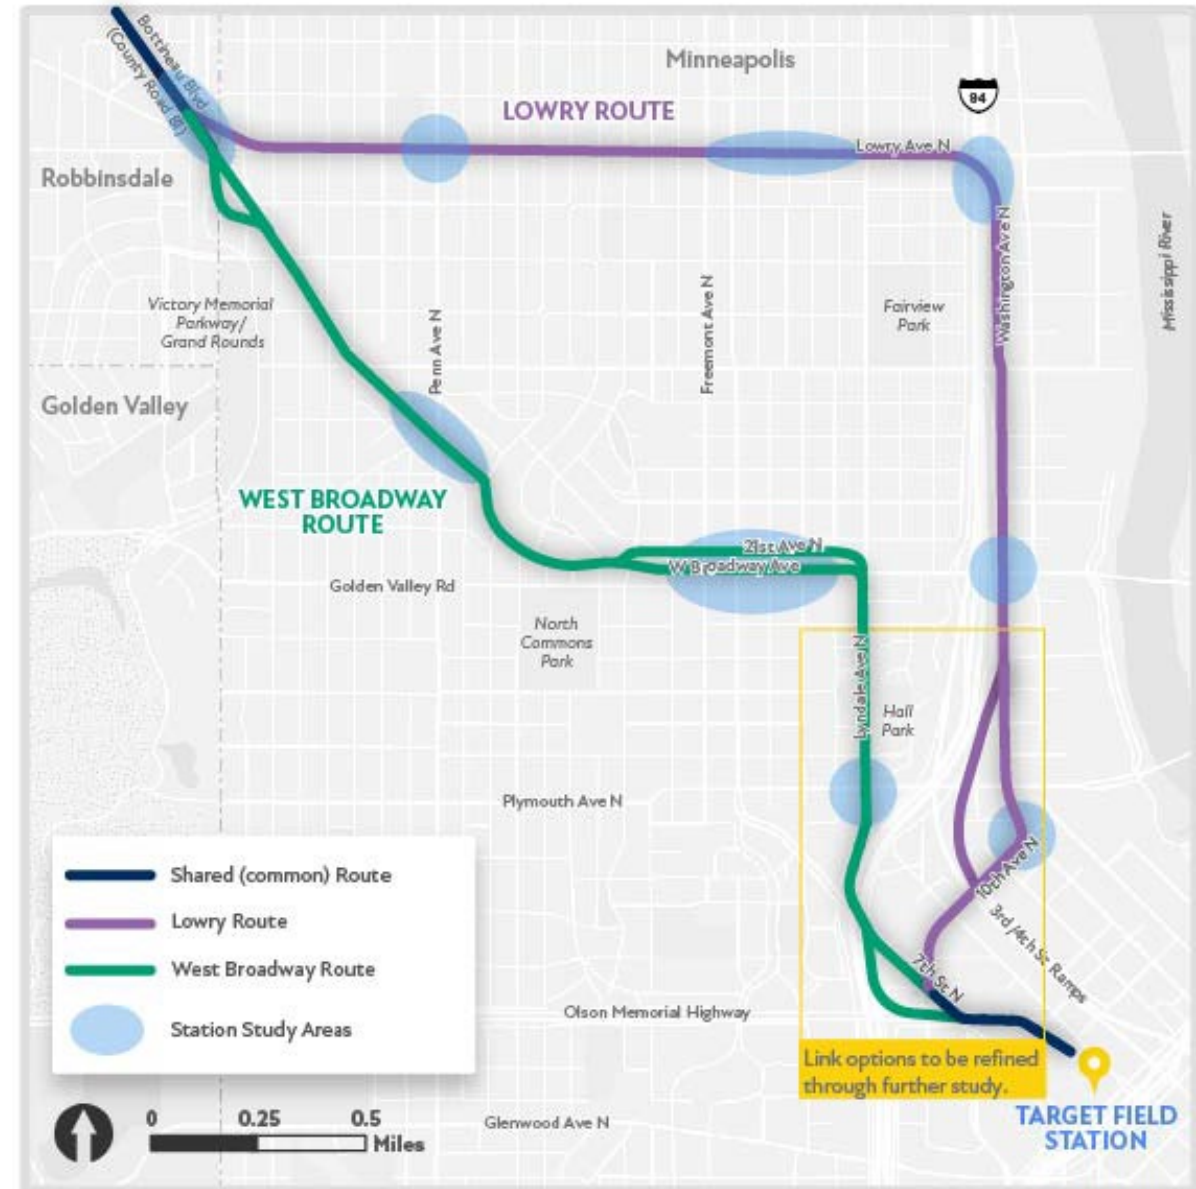 Bottineau Blvd
(County Road 81)
Minneapolis
94
LOWRY ROUTE
Lowry Ave N
Robbinsdale
Washington Ave N
Mississippi River
Victory Memorial
Parkway/
Grand Rounds
Penn Ave N
Freemont Ave N
Fairview
Park
Golden Valley
WEST BROADWAY
ROUTE
21st Ave N
W Broadway Ave
Golden Valley Rd
North
Commons
Park
Lyndale Ave N
Hall
Park
Plymouth Ave N
10th Ave N
3rd /4th St Ramps
7th St N
Olson Memorial Highway
Shared (common) Route
Lowry Route
West Broadway Route
Station Study Areas
Link options to be refined
through further study.
0 0.25 0.5
Miles
Glenwood Ave N
TARGET FIELD
STATION